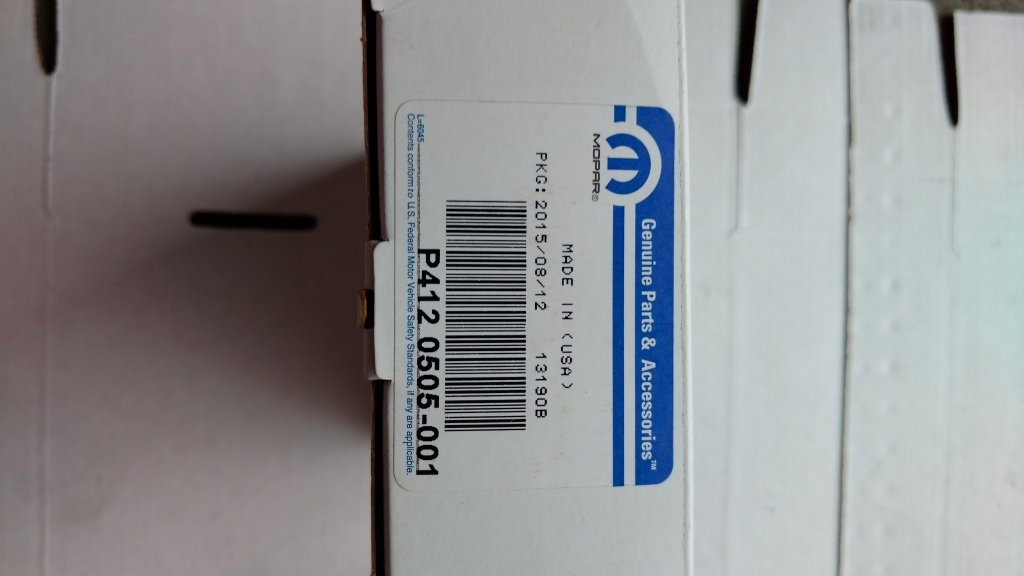 Genuine Parts & Accessories™
MOPAR®
MADE IN (USA)
PKG: 2015/08/12 13190B
P412 0505-001
L=6045
Contents conform to U.S. Federal Motor Vehicle Safety Standards, if any are applicable.